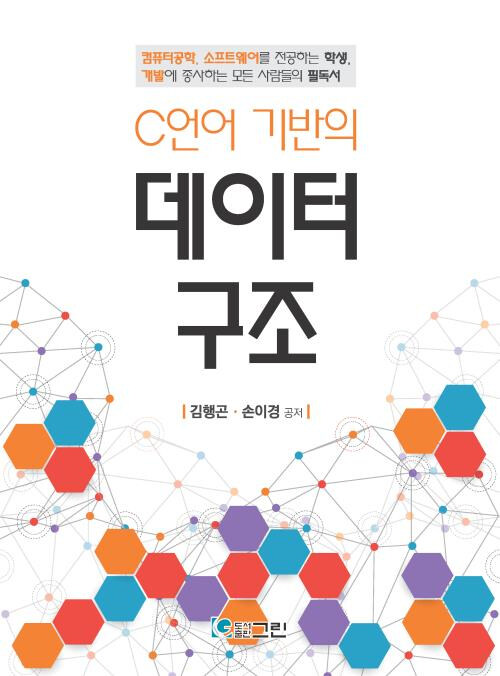 컴퓨터공학, 소프트웨어를 전공하는 학생,
개발에 종사하는 모든 사람들의 필독서
C언어 기반의
데이터
구조
김행곤 · 손이경 공저
도서
출판 그린